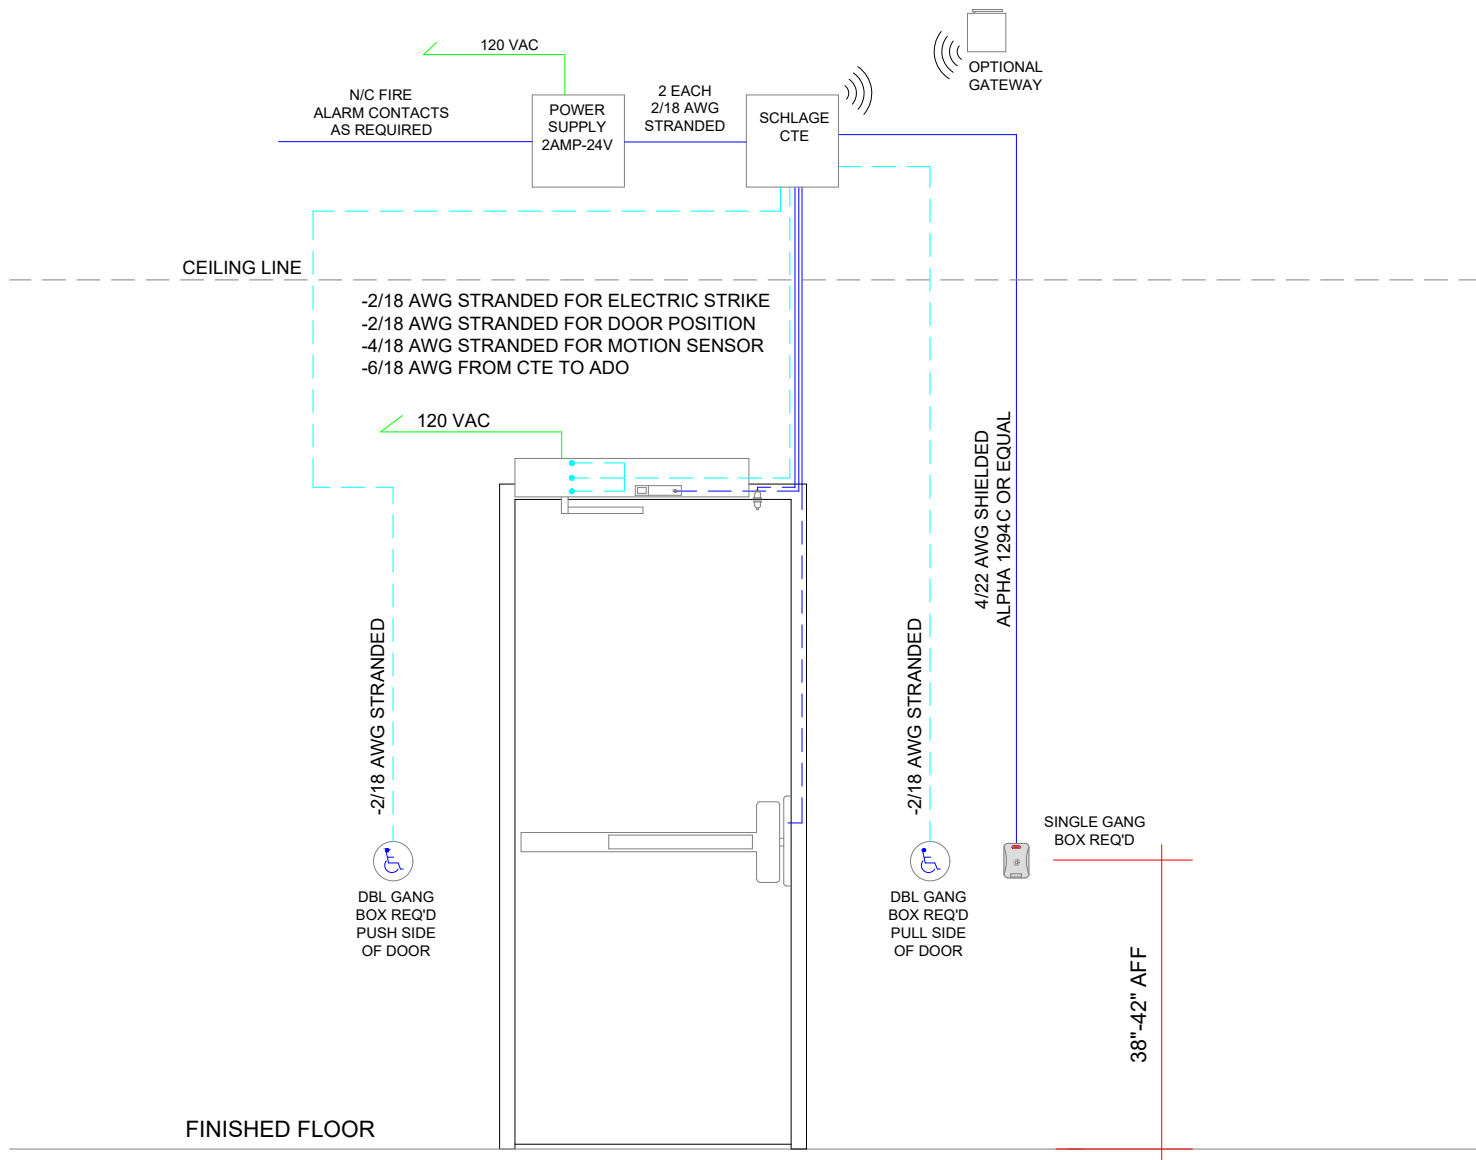 120 VAC
N/C FIRE
ALARM CONTACTS
AS REQUIRED
POWER
SUPPLY
2AMP-24V
2 EACH
2/18 AWG
STRANDED
SCHLAGE
CTE
OPTIONAL
GATEWAY
CEILING LINE
-2/18 AWG STRANDED FOR ELECTRIC STRIKE
-2/18 AWG STRANDED FOR DOOR POSITION
-4/18 AWG STRANDED FOR MOTION SENSOR
-6/18 AWG FROM CTE TO ADO
120 VAC
-2/18 AWG STRANDED
-2/18 AWG STRANDED
4/22 AWG SHIELDED
ALPHA 1294C OR EQUAL
SINGLE GANG
BOX REQ'D
DBL GANG
BOX REQ'D
PUSH SIDE
OF DOOR
DBL GANG
BOX REQ'D
PULL SIDE
OF DOOR
38"-42" AFF
FINISHED FLOOR